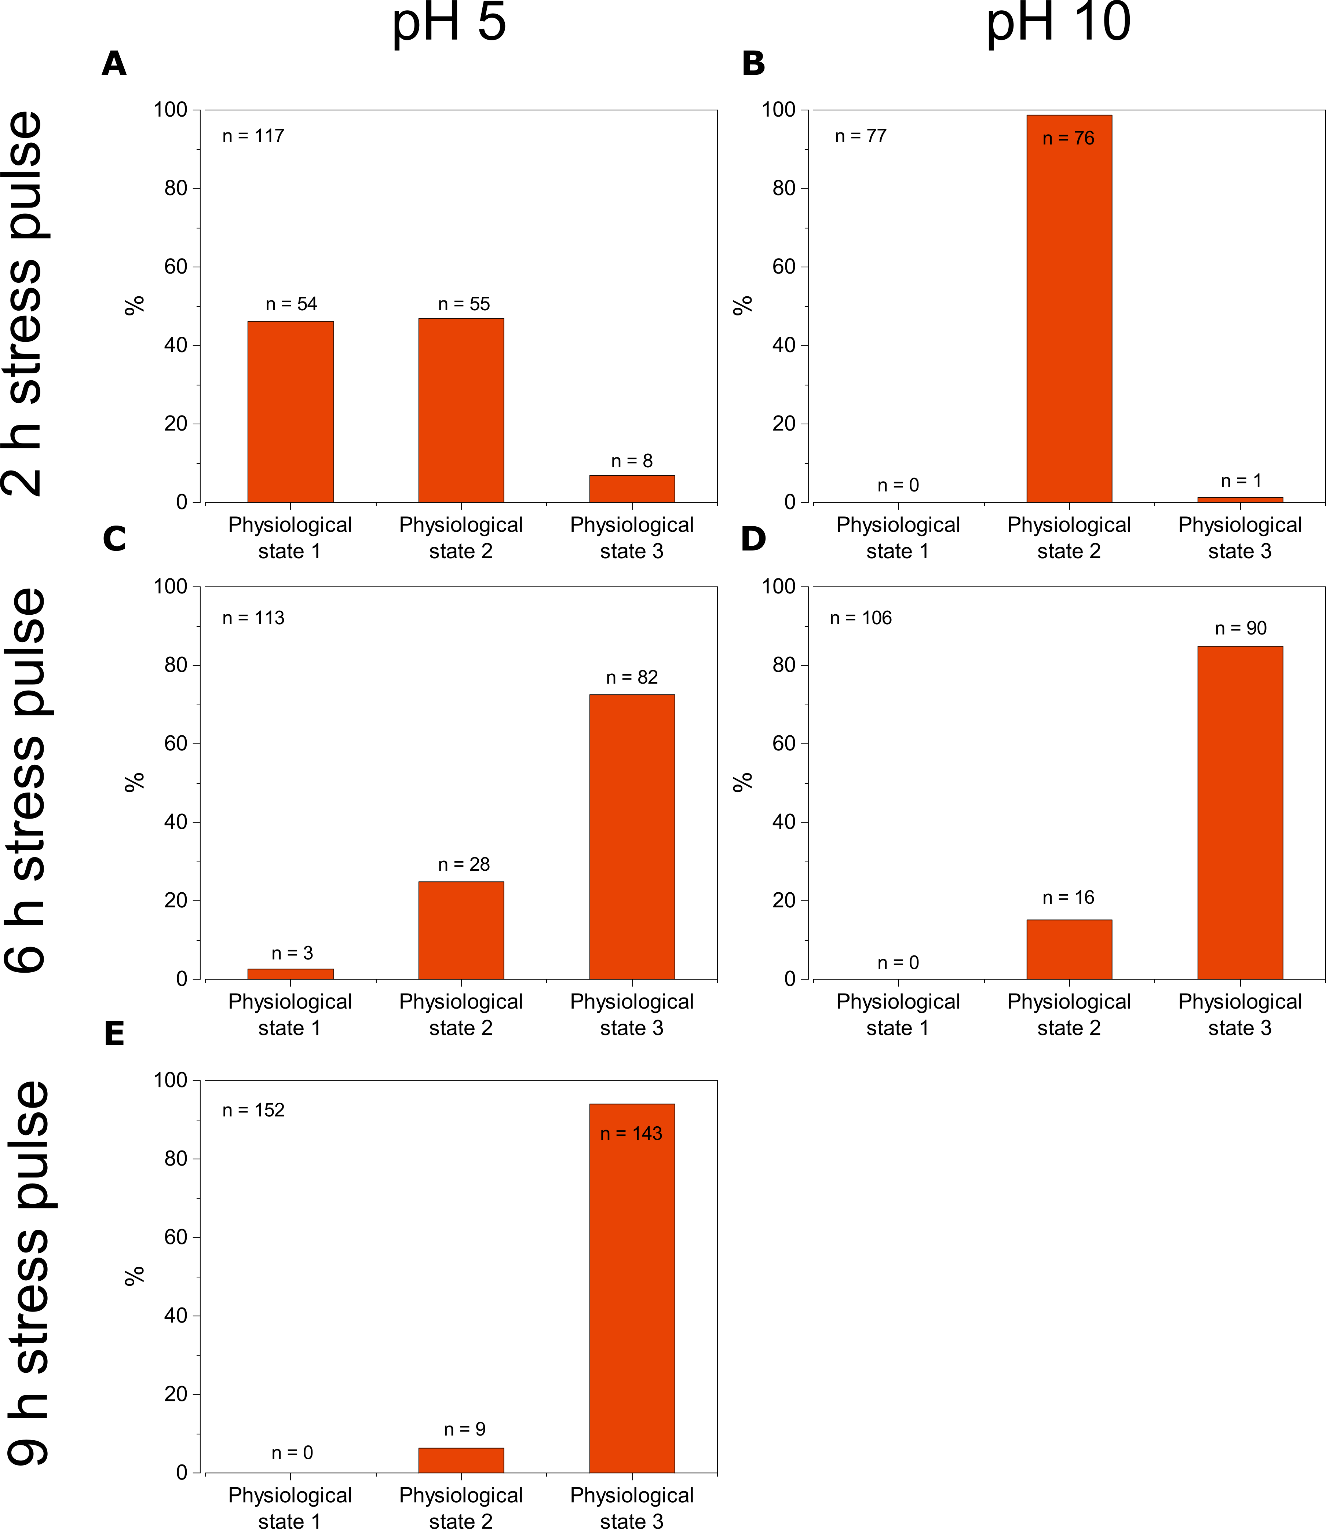 pH 5
pH 10
2 h stress pulse
A
100
80
60
40
20
0
%
n = 117
n = 54
n = 55
n = 8
Physiological
state 1
Physiological
state 2
Physiological
state 3
B
100
80
60
40
20
0
%
n = 77
n = 0
n = 76
n = 1
Physiological
state 1
Physiological
state 2
Physiological
state 3
6 h stress pulse
C
100
80
60
40
20
0
%
n = 113
n = 3
n = 28
n = 82
Physiological
state 1
Physiological
state 2
Physiological
state 3
D
100
80
60
40
20
0
%
n = 106
n = 0
n = 16
n = 90
Physiological
state 1
Physiological
state 2
Physiological
state 3
9 h stress pulse
E
100
80
60
40
20
0
%
n = 152
n = 0
n = 9
n = 143
Physiological
state 1
Physiological
state 2
Physiological
state 3